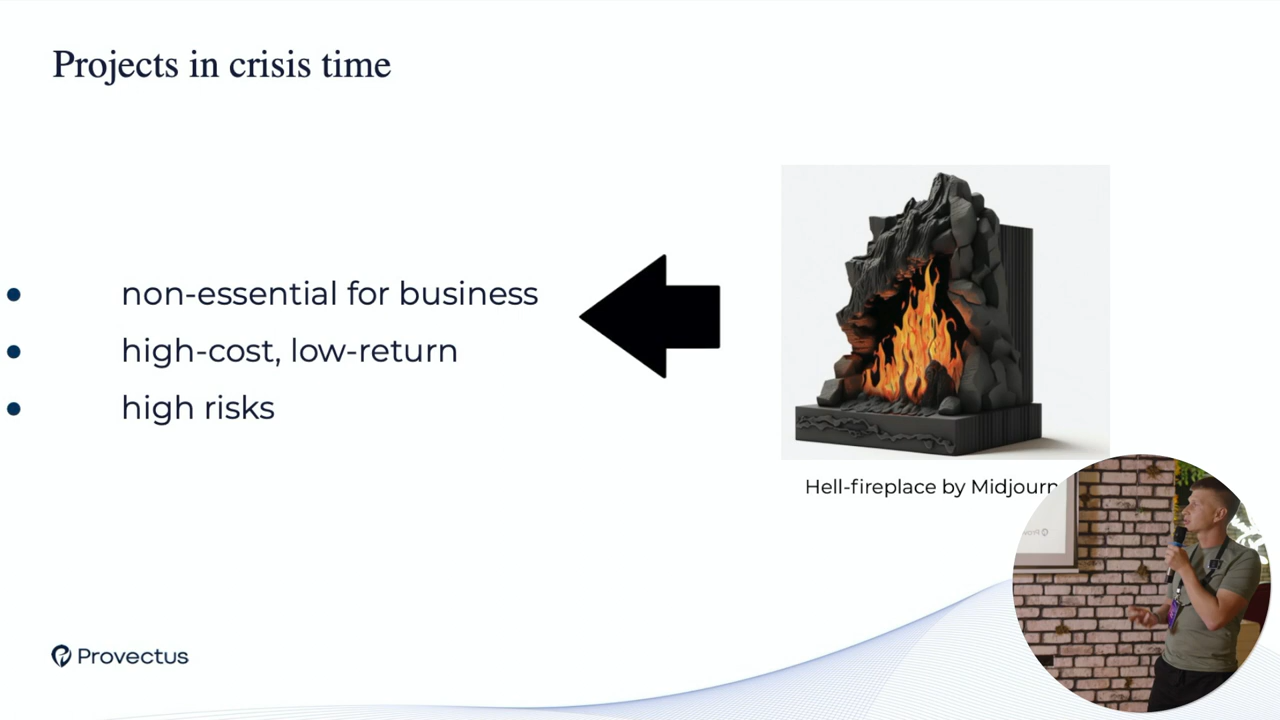 Projects in crisis time
non-essential for business
high-cost, low-return
high risks
Hell-fireplace by Midjourn
Provectus